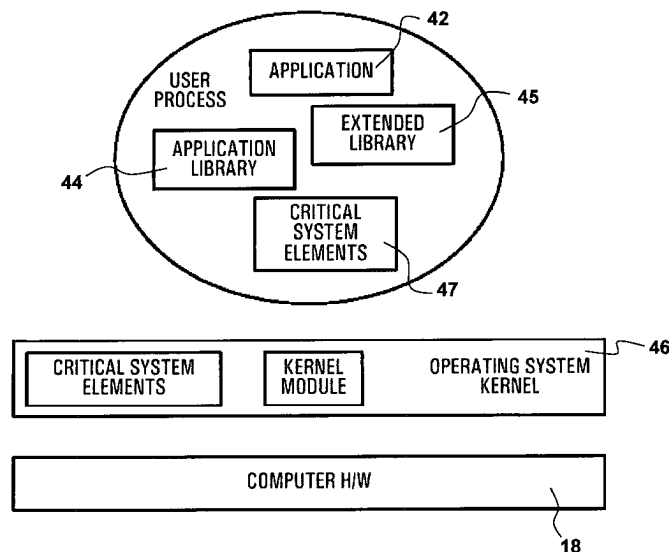 42
APPLICATION
USER
PROCESS
45
EXTENDED
LIBRARY
APPLICATION
LIBRARY
44
CRITICAL
SYSTEM
ELEMENTS
47
46
CRITICAL SYSTEM
ELEMENTS
KERNEL
MODULE
OPERATING SYSTEM
KERNEL
COMPUTER H/W
18